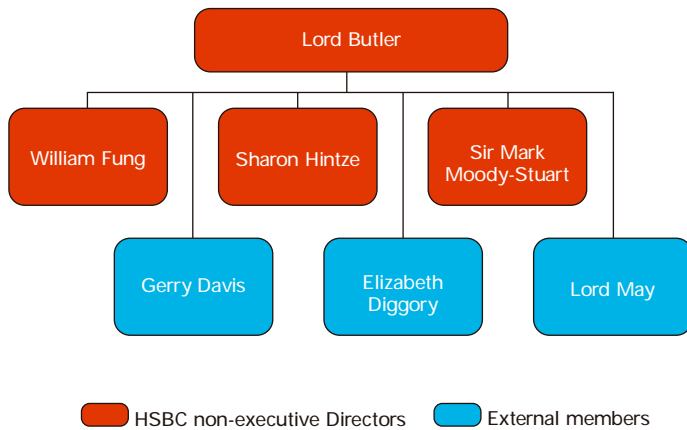 Lord Butler
William Fung
Sharon Hintze
Sir Mark
Moody-Stuart
Gerry Davis
Elizabeth
Diggory
Lord May
HSBC non-executive Directors
External members